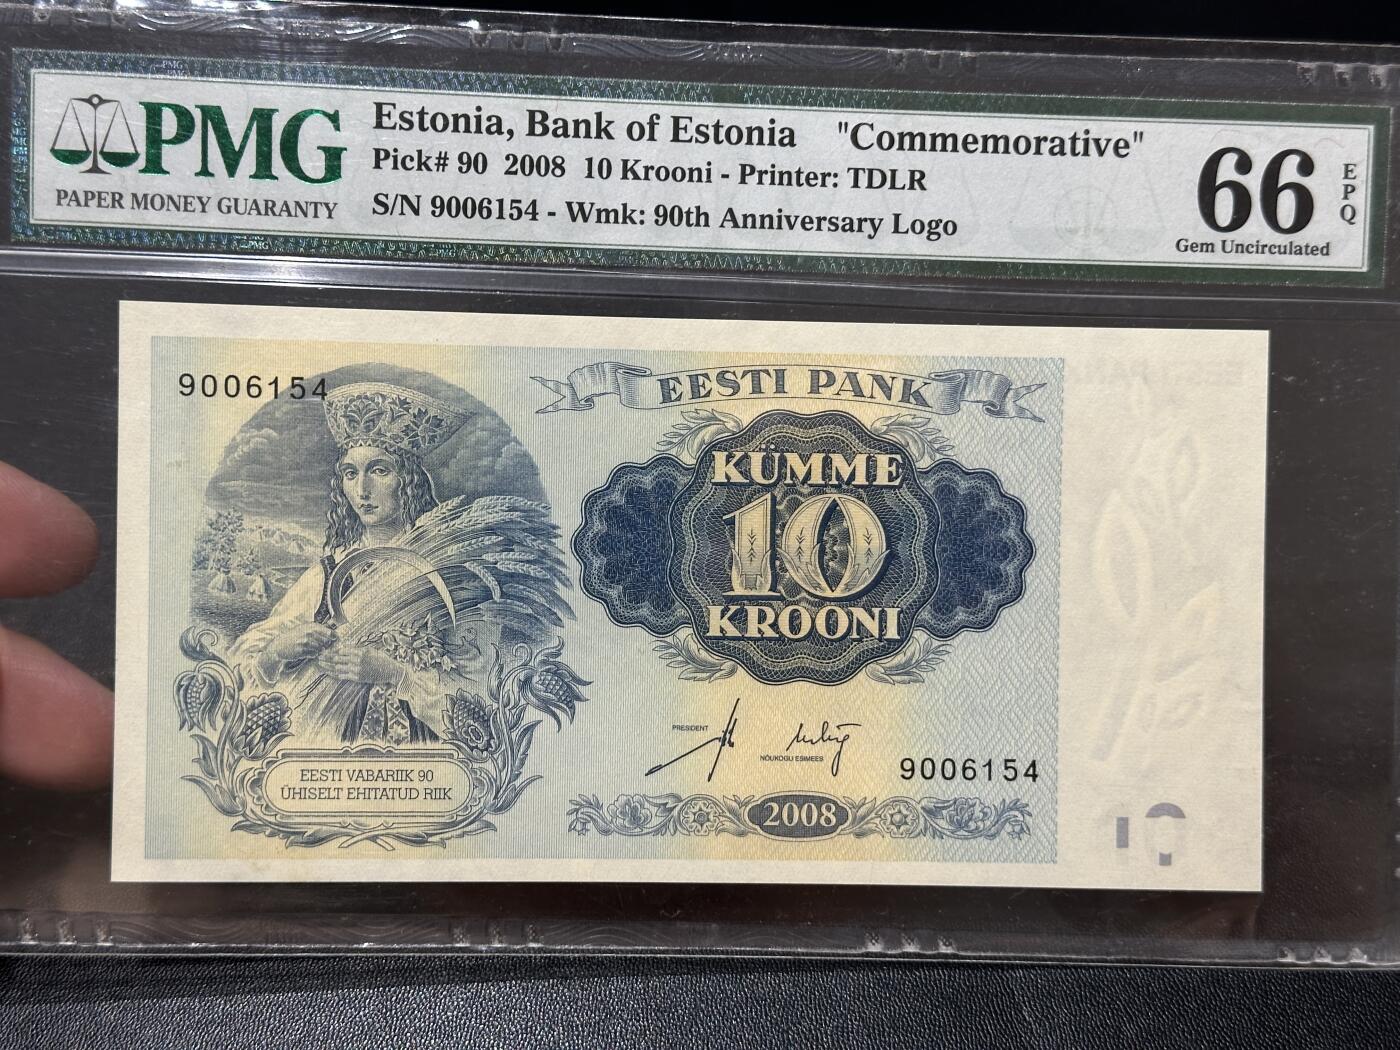 PMG
PAPER MONEY GUARANTY
Estonia, Bank of Estonia "Commemorative"
Pick# 90 2008 10 Krooni - Printer: TDLR
S/N 9006154 - Wmk: 90th Anniversary Logo
66
EPQ
Gem Uncirculated
9006154
EESTI PANK
KÜMME
10
KROONI
PRESIDENT
NÕUKOGU ESIMEES
9006154
EESTI VABARIIK 90
ÜHISELT EHITATUD RIIK
2008